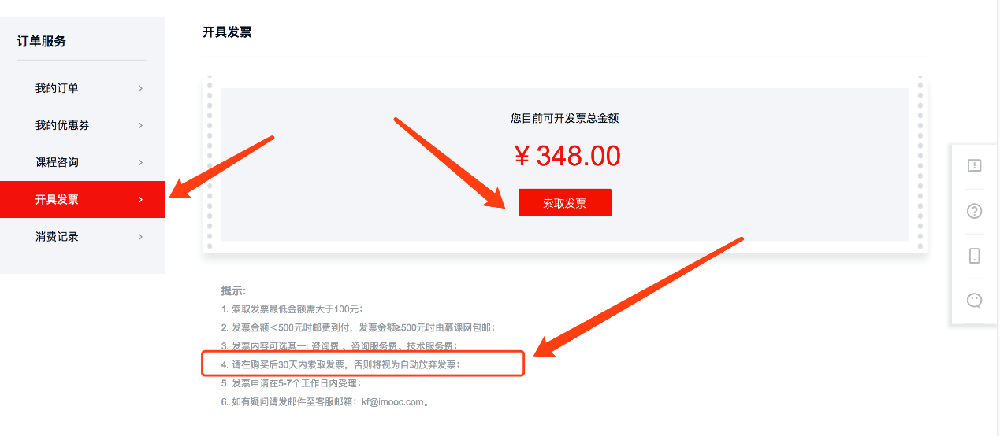 订单服务
我的订单
我的优惠券
课程咨询
开具发票
消费记录
开具发票
您目前可开发票总金额
￥348.00
索取发票
提示:
1. 索取发票最低金额需大于100元；
2. 发票金额＜500元时邮费到付，发票金额≥500元时由慕课网包邮；
3. 发票内容可选其一: 咨询费 、咨询服务费、技术服务费；
4. 请在购买后30天内索取发票，否则将视为自动放弃发票；
5. 发票申请在5-7个工作日内受理；
6. 如有疑问请发邮件至客服邮箱：kf@imooc.com。